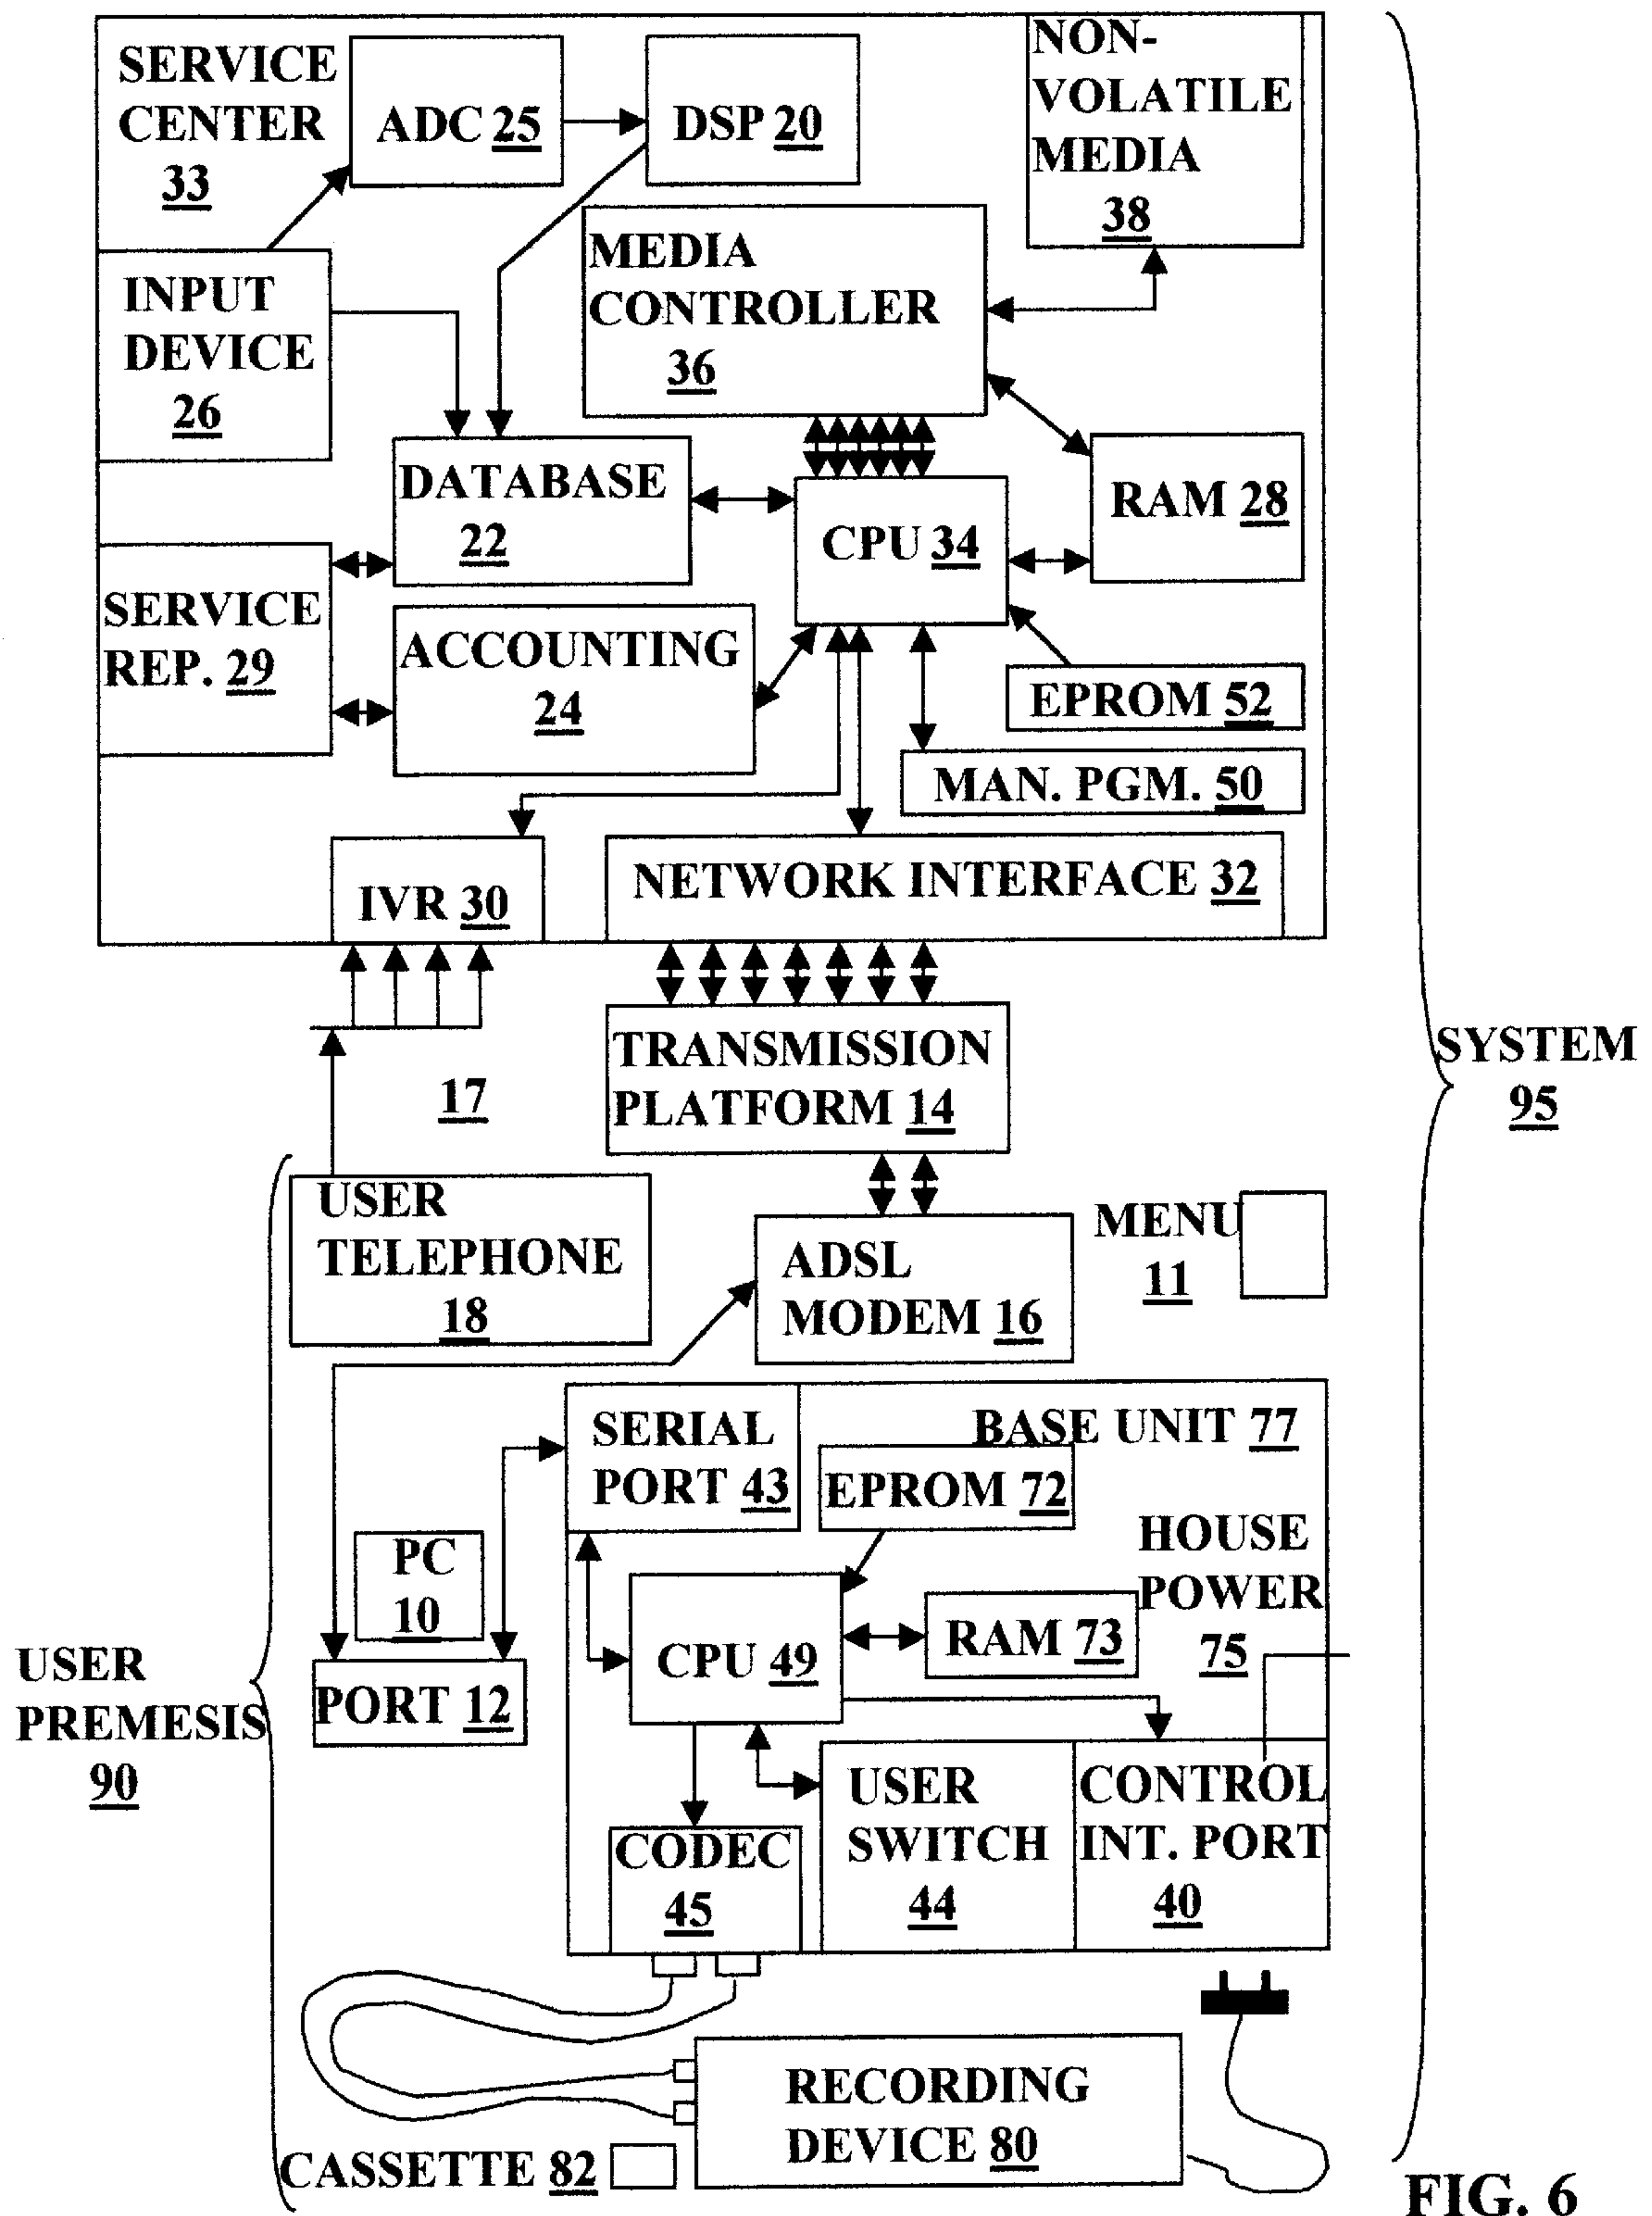 SERVICE
CENTER
33
ADC 25
DSP 20
NON-
VOLATILE
MEDIA
38
INPUT
DEVICE
26
MEDIA
CONTROLLER
36
DATABASE
22
CPU 34
RAM 28
SERVICE
REP. 29
ACCOUNTING
24
EPROM 52
MAN. PGM. 50
IVR 30
NETWORK INTERFACE 32
17
TRANSMISSION
PLATFORM 14
SYSTEM
95
USER
TELEPHONE
18
ADSL
MODEM 16
MENU
11
SERIAL
PORT 43
BASE UNIT 77
EPROM 72
HOUSE
POWER
75
PC
10
CPU 49
RAM 73
USER
PREMESIS
90
PORT 12
CODEC
45
USER
SWITCH
44
CONTROL
INT. PORT
40
RECORDING
DEVICE 80
CASSETTE 82
FIG. 6